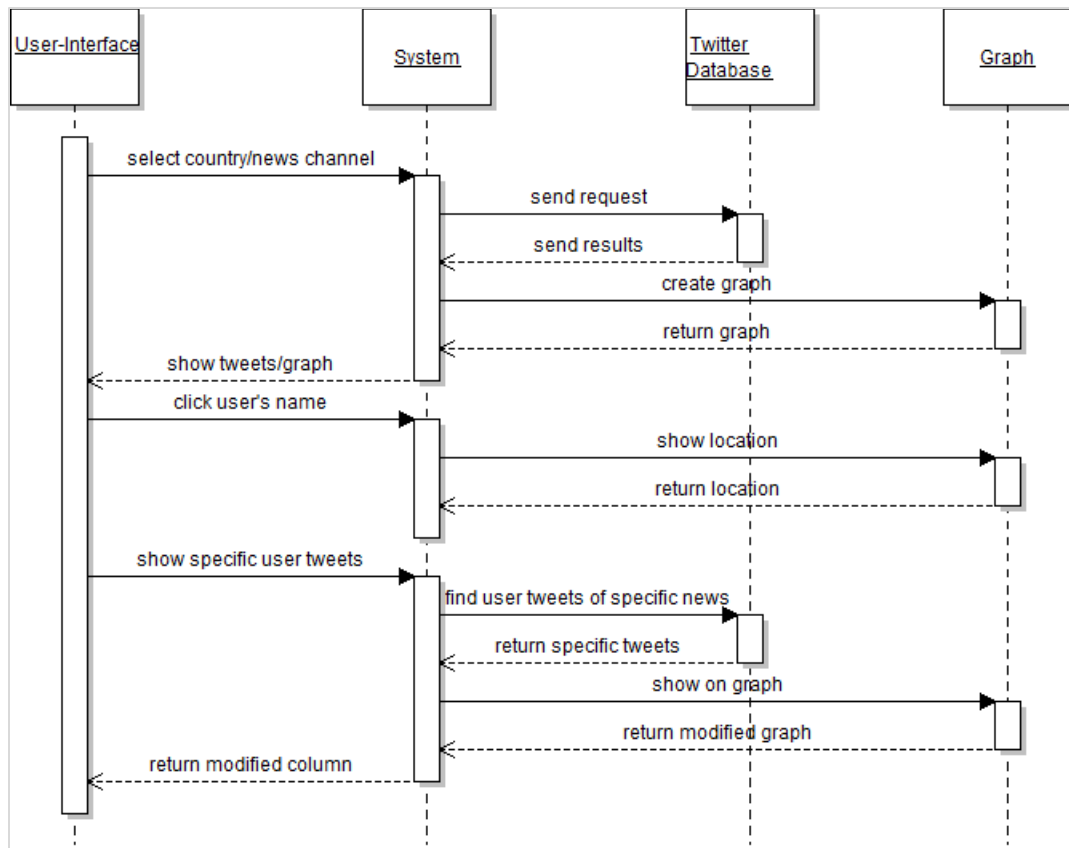 User-Interface
System
Twitter
Database
Graph
select country/news channel
send request
send results
create graph
return graph
show tweets/graph
click user's name
show location
return location
show specific user tweets
find user tweets of specific news
return specific tweets
show on graph
return modified graph
return modified column